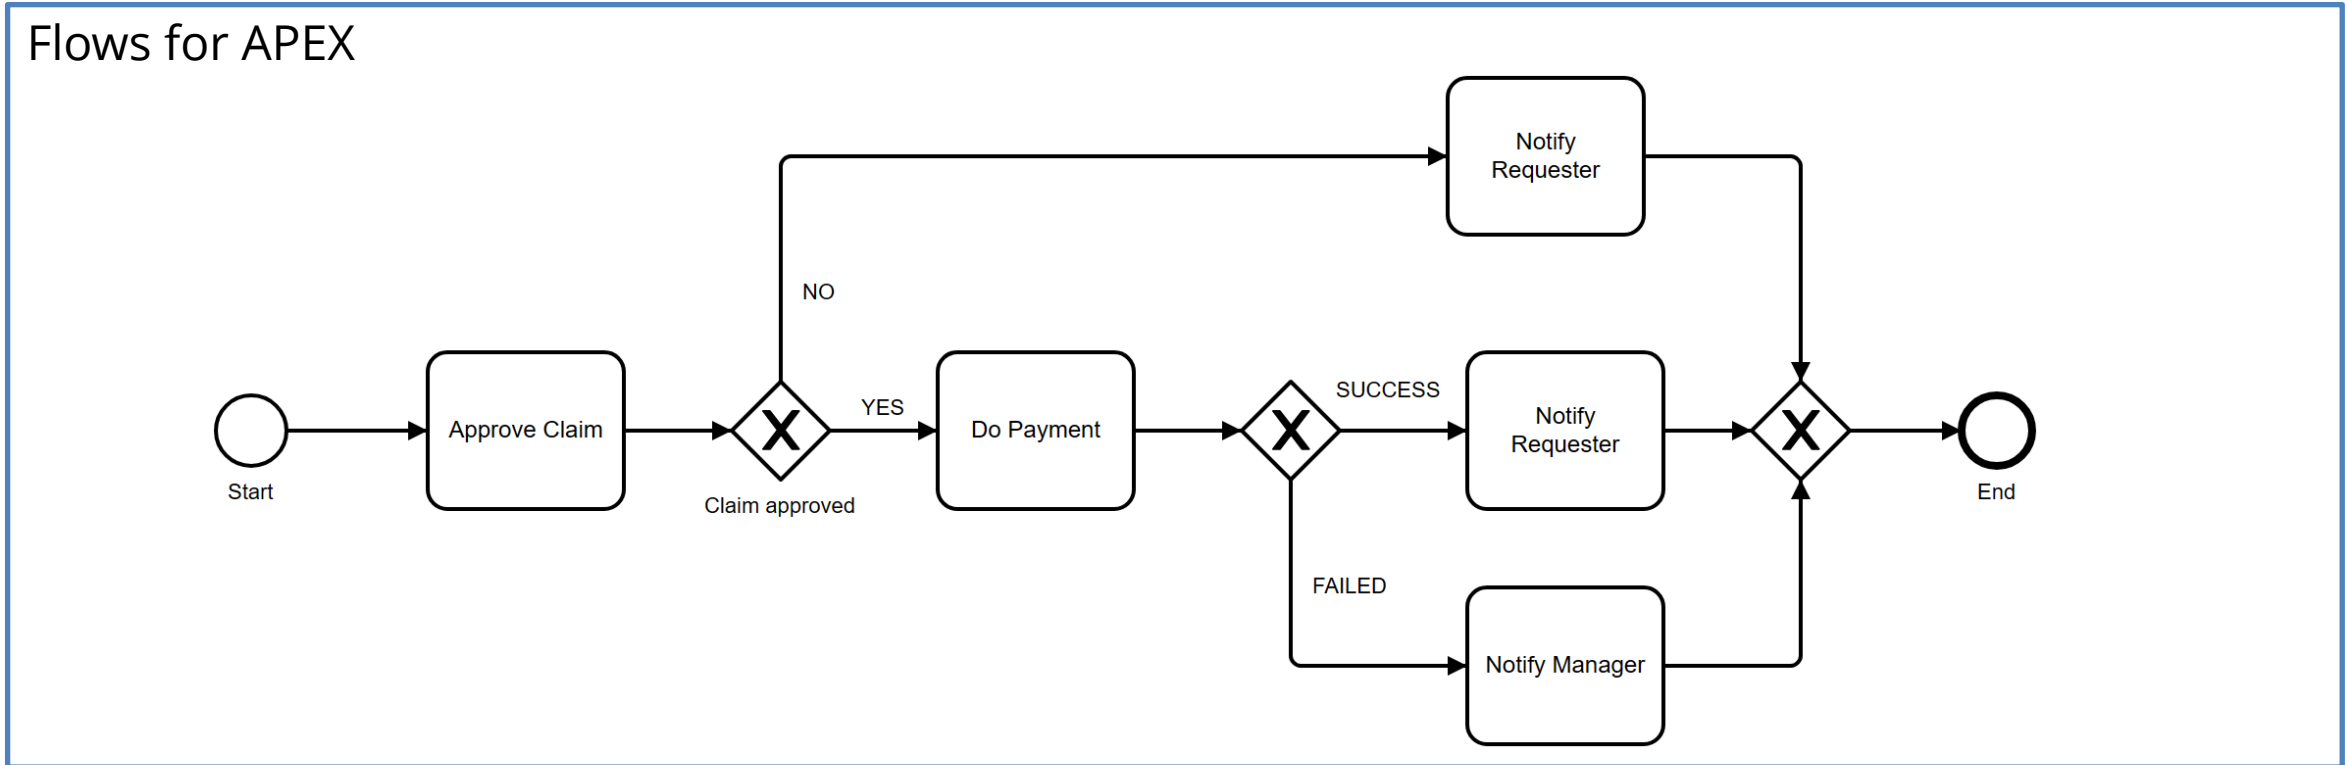 Flows for APEX
Notify
Requester
NO
Start
Approve Claim
X
Claim approved
YES
Do Payment
X
SUCCESS
Notify
Requester
X
End
FAILED
Notify Manager